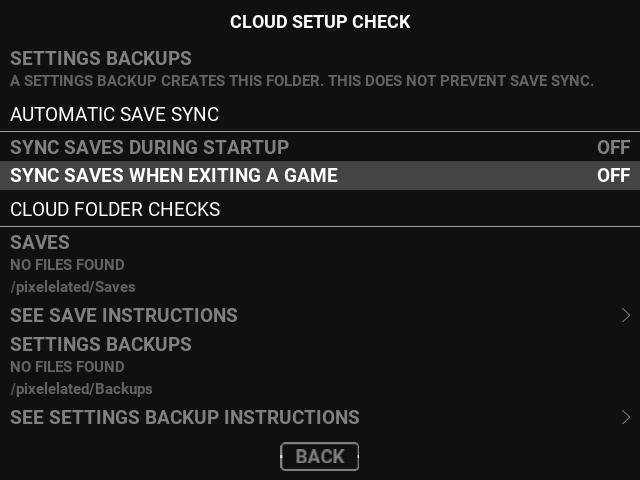 CLOUD SETUP CHECK
SETTINGS BACKUPS
A SETTINGS BACKUP CREATES THIS FOLDER. THIS DOES NOT PREVENT SAVE SYNC.
AUTOMATIC SAVE SYNC
SYNC SAVES DURING STARTUP OFF
SYNC SAVES WHEN EXITING A GAME OFF
CLOUD FOLDER CHECKS
SAVES
NO FILES FOUND
/pixelelated/Saves
SEE SAVE INSTRUCTIONS
SETTINGS BACKUPS
NO FILES FOUND
/pixelelated/Backups
SEE SETTINGS BACKUP INSTRUCTIONS
BACK